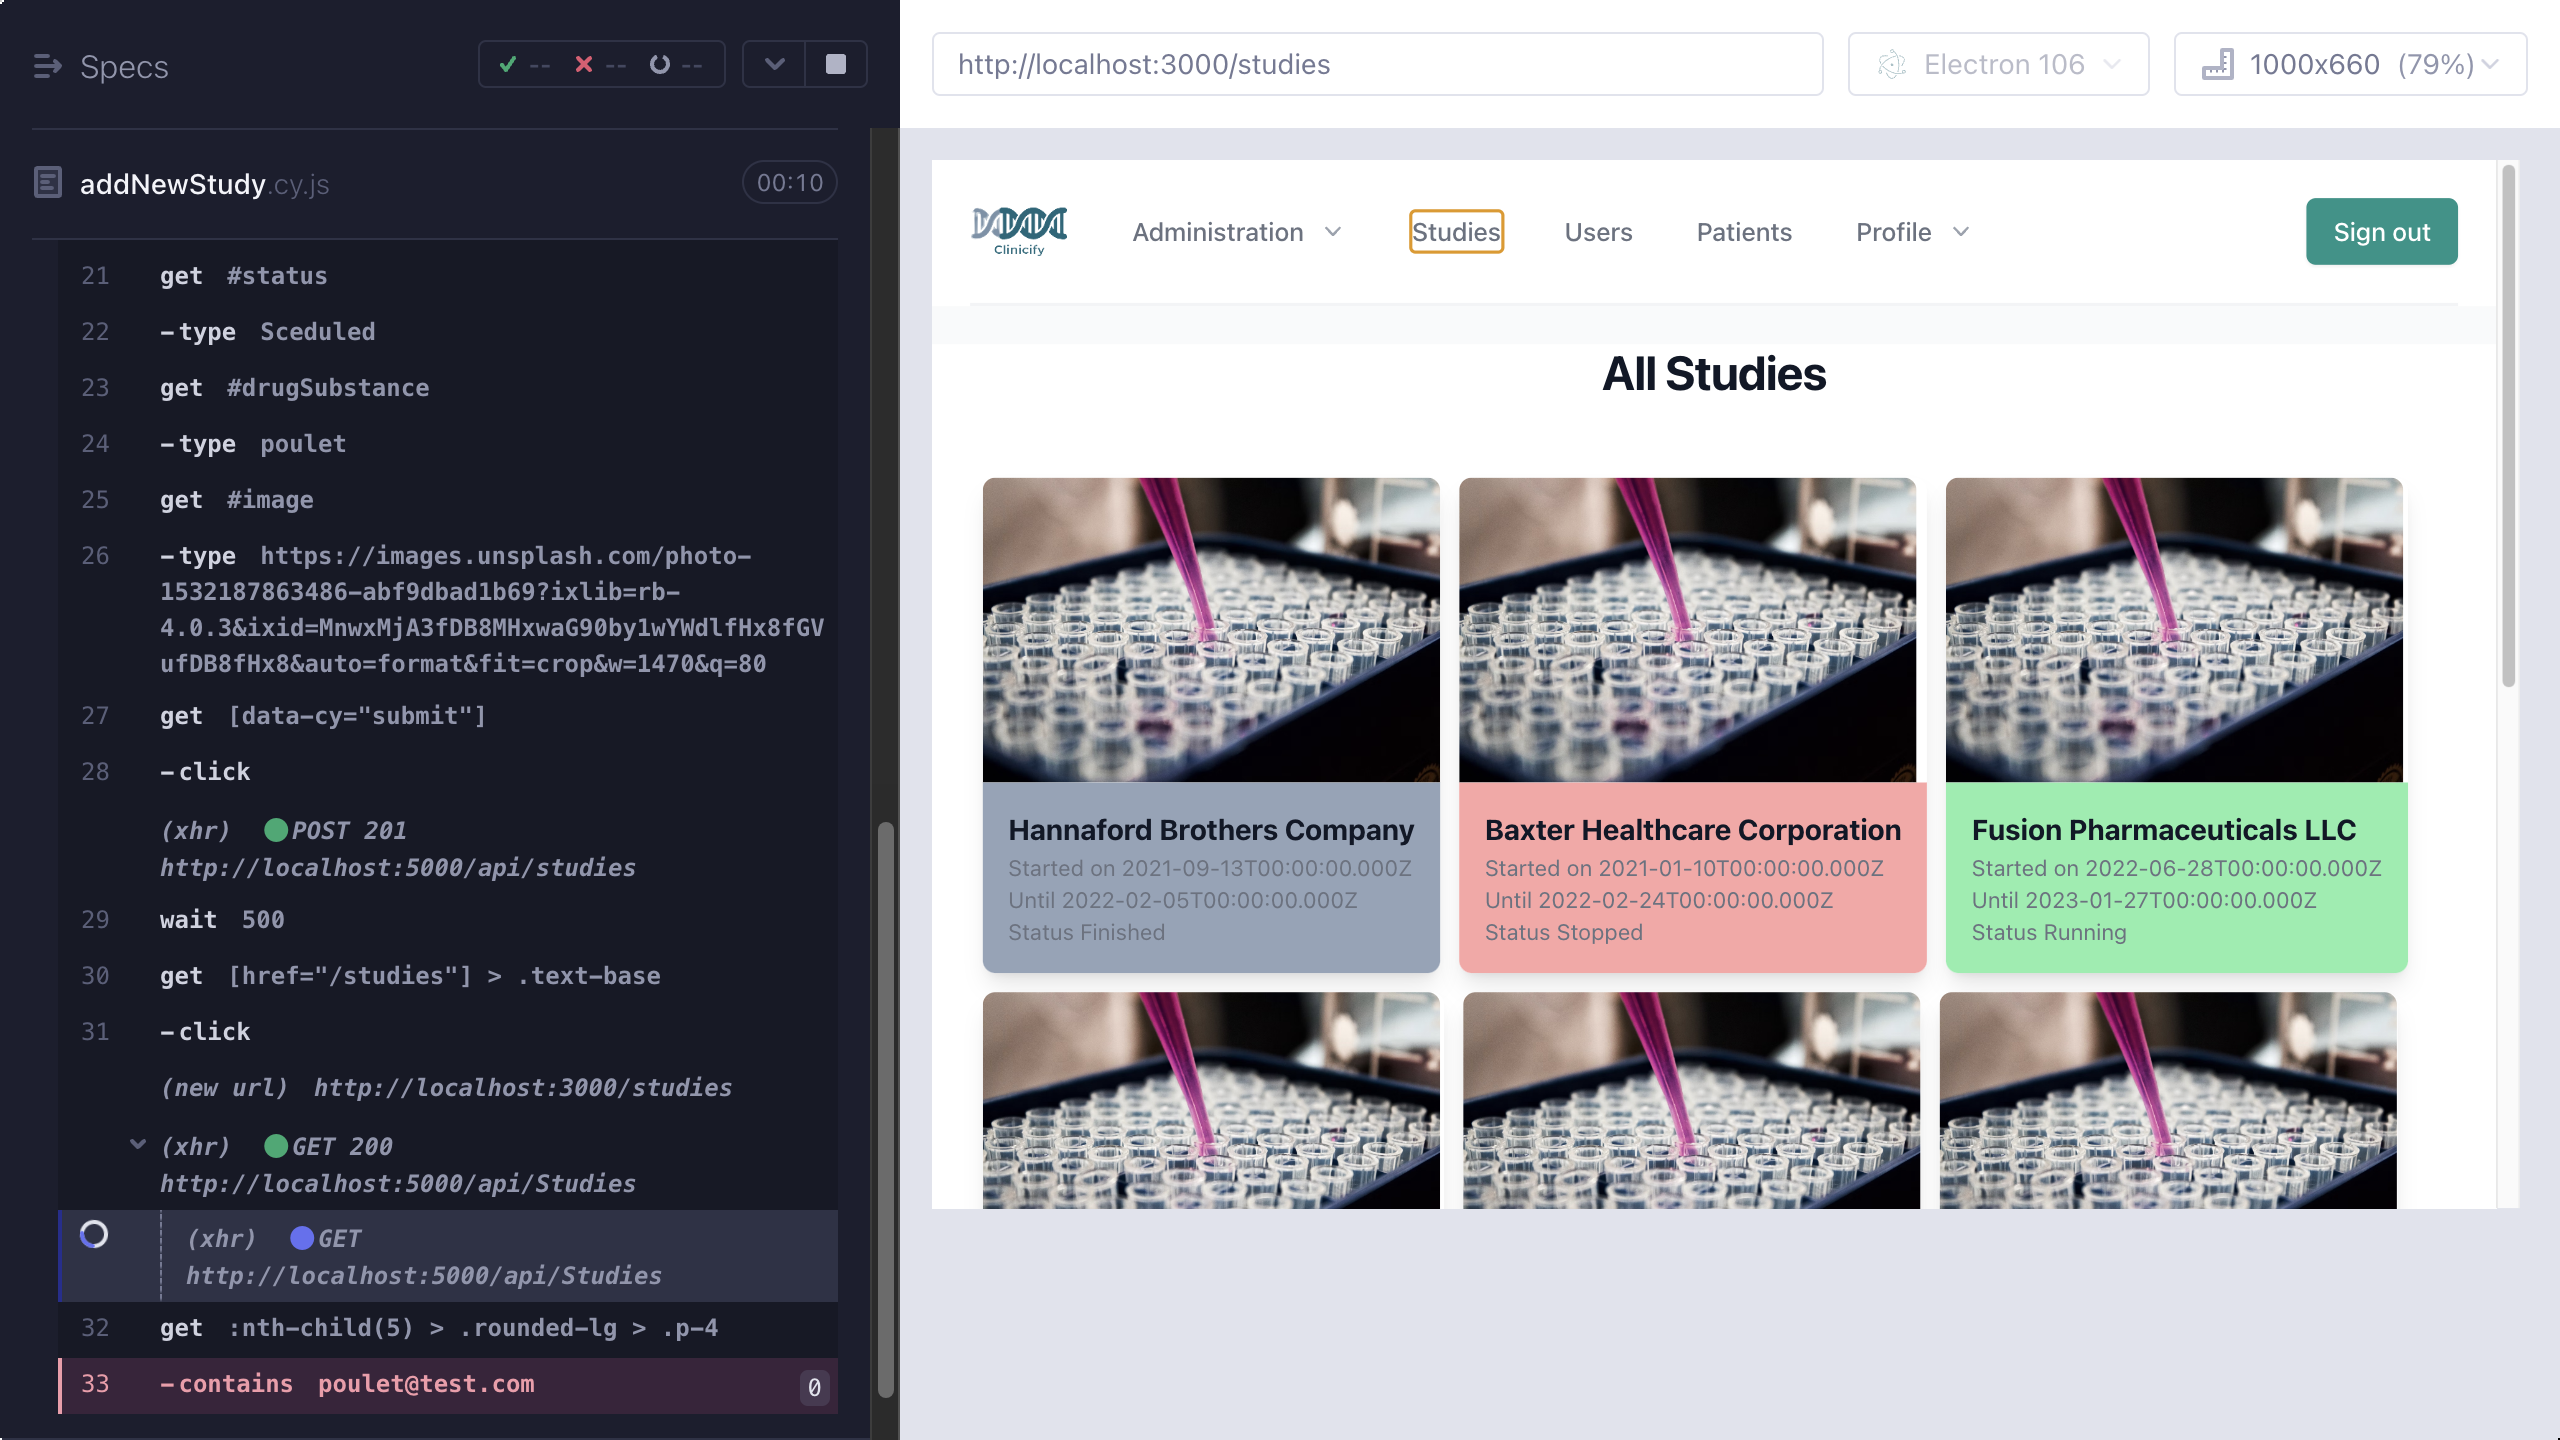 Specs
--
--
--
addNewStudy.cy.js
00:10
21 get #status
22 -type Sceduled
23 get #drugSubstance
24 -type poulet
25 get #image
26 -type https://images.unsplash.com/photo-
1532187863486-abf9dbad1b69?ixlib=rb-
4.0.3&ixid=MnwxMjA3fDB8MHxwaG90by1wYWdlfHx8fGV
ufDB8fHx8&auto=format&fit=crop&w=1470&q=80
27 get [data-cy="submit"]
28 -click
(xhr) POST 201
http://localhost:5000/api/studies
29 wait 500
30 get [href="/studies"] > .text-base
31 -click
(new url) http://localhost:3000/studies
(xhr) GET 200
http://localhost:5000/api/Studies
(xhr) GET
http://localhost:5000/api/Studies
32 get :nth-child(5) > .rounded-lg > .p-4
33 -contains poulet@test.com 0
http://localhost:3000/studies
Electron 106
1000x660 (79%)
Clinicify
Administration
Studies
Users
Patients
Profile
Sign out
All Studies
Hannaford Brothers Company
Started on 2021-09-13T00:00:00.000Z
Until 2022-02-05T00:00:00.000Z
Status Finished
Baxter Healthcare Corporation
Started on 2021-01-10T00:00:00.000Z
Until 2022-02-24T00:00:00.000Z
Status Stopped
Fusion Pharmaceuticals LLC
Started on 2022-06-28T00:00:00.000Z
Until 2023-01-27T00:00:00.000Z
Status Running